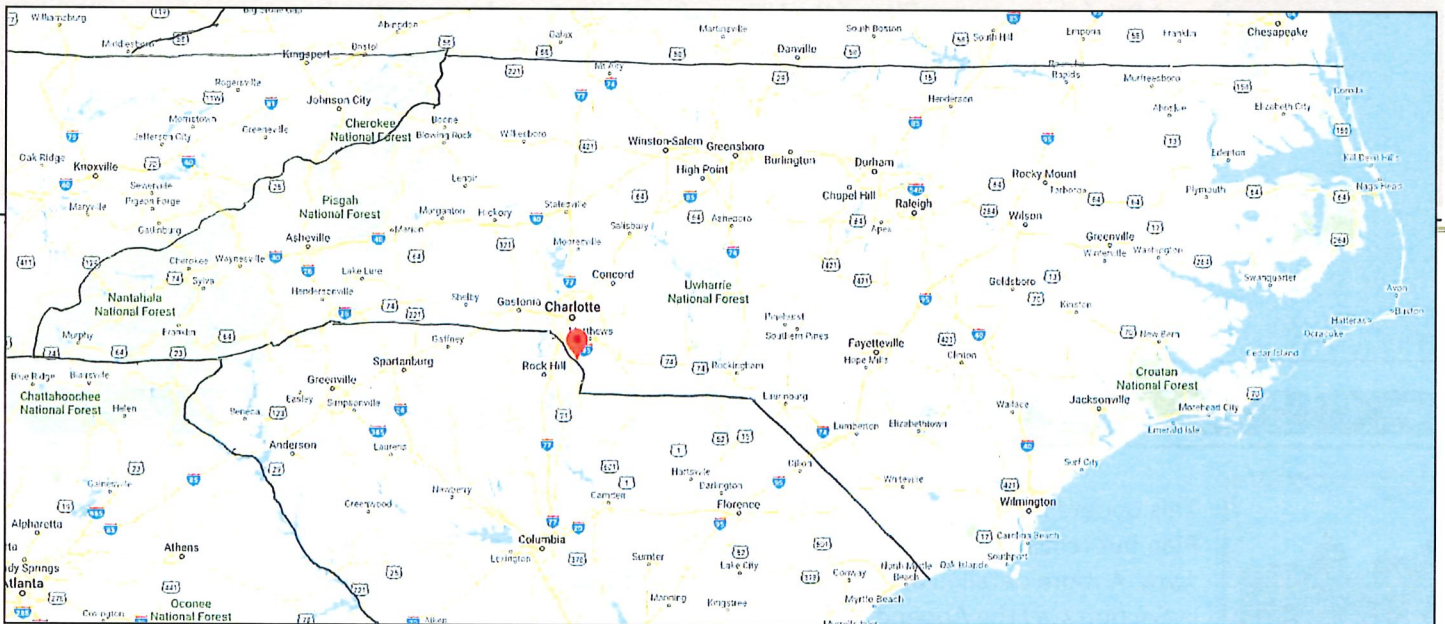 Williamsburg
Abingdon
Martinsville
South Boston
South Hill
Emporia
Franklin
Chesapeake
Middlesboro
Kingsport
Bristol
Galax
Danville
Mt Airy
Roanoke Rapids
Murfreesboro
Rogersville
Johnson City
Henderson
Ahoskie
Elizabeth City
Corolla
Morristown
Jefferson City
Greeneville
Cherokee
National Forest
Boone
Blowing Rock
Wilkesboro
Winston-Salem
Greensboro
Burlington
Durham
Edenton
Kill Devil Hills
Oak Ridge
Knoxville
High Point
Chapel Hill
Rocky Mount
Tarboro
Plymouth
Nags Head
Sevierville
Pigeon Forge
Lenoir
Maryville
Gatlinburg
Pisgah
National Forest
Morganton
Hickory
Statesville
Salisbury
Asheboro
Apex
Raleigh
Wilson
Greenville
Winterville
Washington
Asheville
Marion
Mooresville
Cherokee
Waynesville
Sylva
Lake Lure
Hendersonville
Concord
Uwharrie
National Forest
Goldsboro
Kinston
Swanquarter
Nantahala
National Forest
Shelby
Gastonia
Charlotte
Matthews
Pinehurst
Southern Pines
Fayetteville
Hope Mills
Clinton
New Bern
Avon
Buxton
Hatteras
Ocracoke
Murphy
Franklin
Gaffney
Spartanburg
Rock Hill
Rockingham
Cedar Island
Blue Ridge
Blairsville
Chattahoochee
National Forest
Helen
Greenville
Easley
Simpsonville
Seneca
Laurinburg
Wallace
Jacksonville
Croatan
National Forest
Morehead City
Emerald Isle
Anderson
Laurens
Lumberton
Elizabethtown
Gainesville
Greenwood
Newberry
Hartsville
Darlington
Camden
Florence
Dillon
Whiteville
Surf City
Wilmington
Alpharetta
Athens
Columbia
Lexington
Sumter
Lake City
Conway
North Myrtle
Beach
Oak Island
Southport
Carolina Beach
dy Springs
Atlanta
Covington
Oconee
National Forest
Aiken
Manning
Kingstree
Myrtle Beach